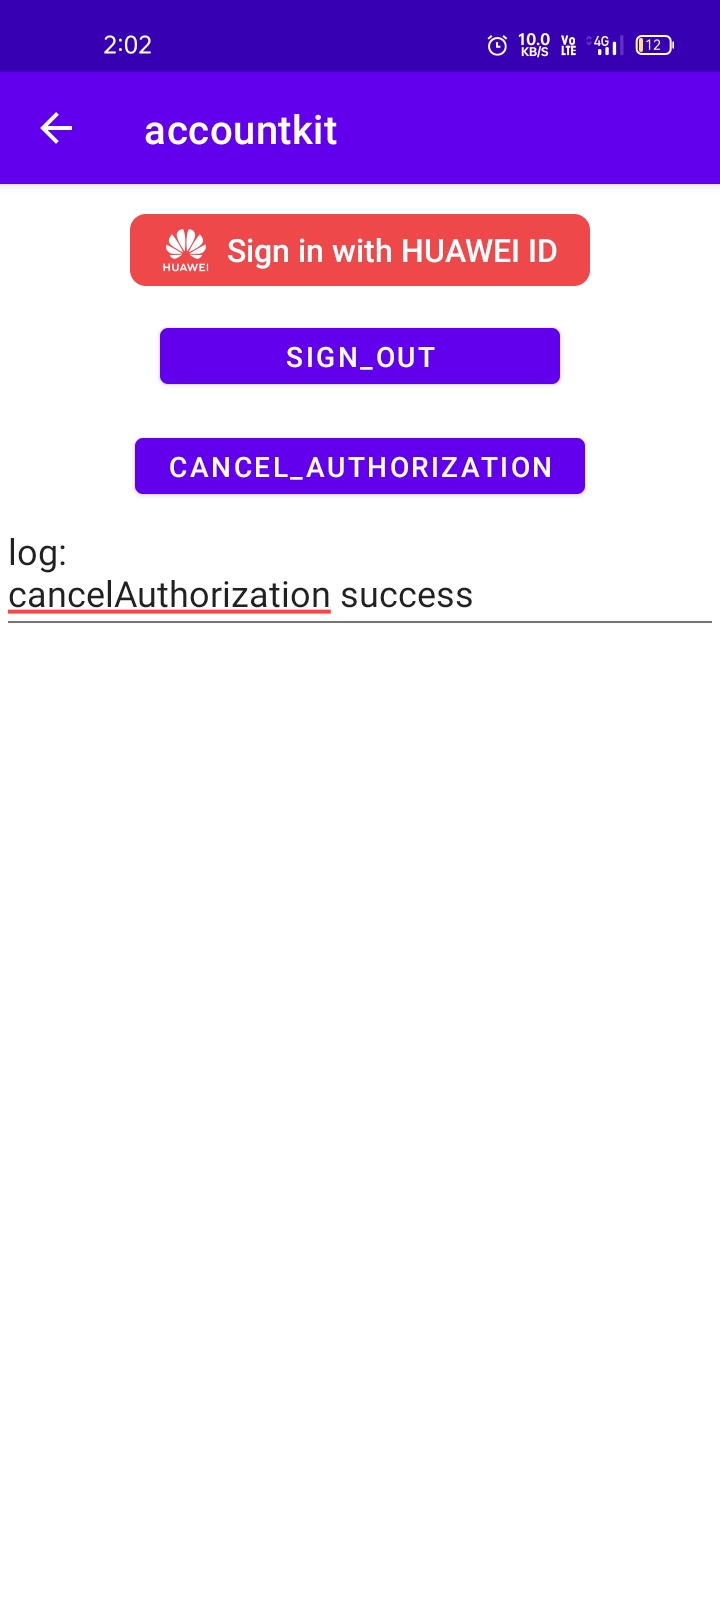 2:02 10.0 KB/S Vo LTE 4G 12
accountkit
HUAWEI Sign in with HUAWEI ID
SIGN_OUT
CANCEL_AUTHORIZATION
log:
cancelAuthorization success